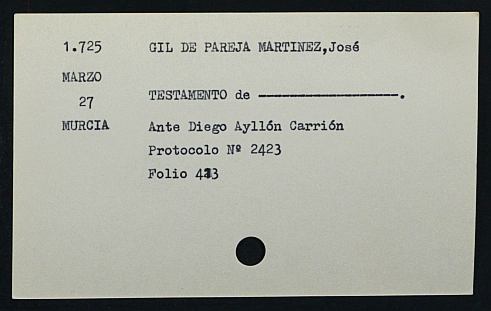 1.725 GIL DE PAREJA MARTINEZ,José
MARZO
27 TESTAMENTO de ------------------.
MURCIA Ante Diego Ayllón Carrión
Protocolo Nº 2423
Folio